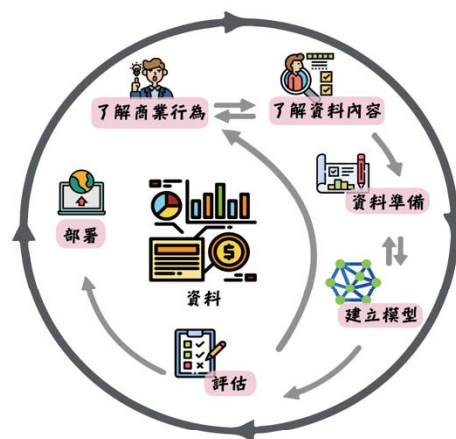 了解商業行為
了解資料內容
資料準備
建立模型
評估
部署
資料